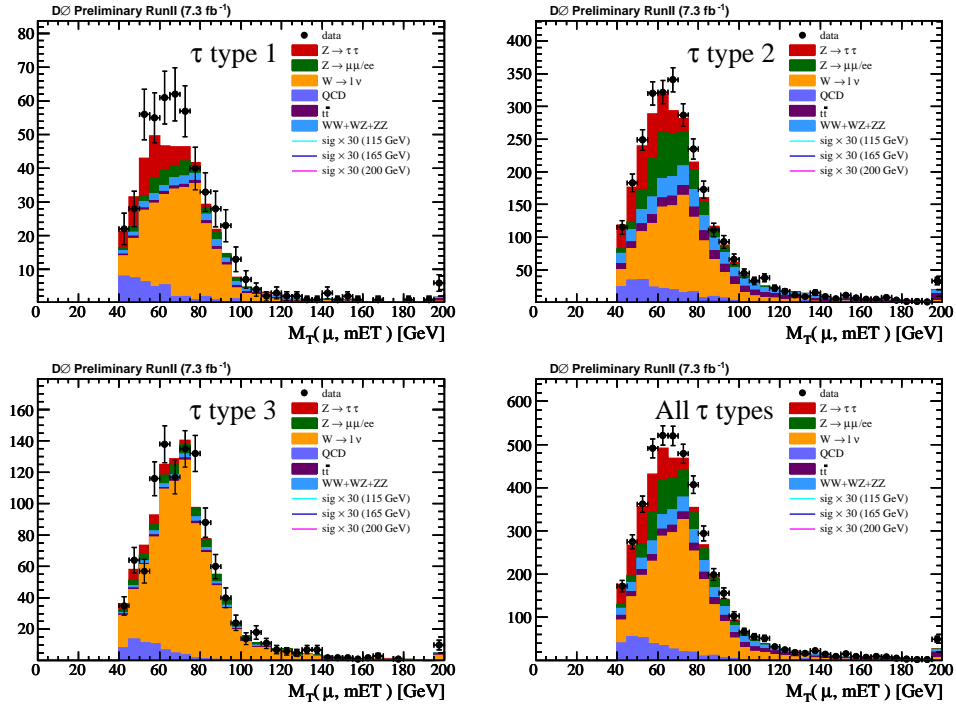 DØ Preliminary RunII (7.3 fb⁻¹)
τ type 1
data
Z → τ τ
Z → μμ/ee
W → l ν
QCD
tt̄
WW+WZ+ZZ
sig × 30 (115 GeV)
sig × 30 (165 GeV)
sig × 30 (200 GeV)
80
70
60
50
40
30
20
10
0 20 40 60 80 100 120 140 160 180 200
M_T(μ, mET) [GeV]
DØ Preliminary RunII (7.3 fb⁻¹)
τ type 2
data
Z → τ τ
Z → μμ/ee
W → l ν
QCD
tt̄
WW+WZ+ZZ
sig × 30 (115 GeV)
sig × 30 (165 GeV)
sig × 30 (200 GeV)
400
350
300
250
200
150
100
50
0 20 40 60 80 100 120 140 160 180 200
M_T(μ, mET) [GeV]
DØ Preliminary RunII (7.3 fb⁻¹)
τ type 3
data
Z → τ τ
Z → μμ/ee
W → l ν
QCD
tt̄
WW+WZ+ZZ
sig × 30 (115 GeV)
sig × 30 (165 GeV)
sig × 30 (200 GeV)
160
140
120
100
80
60
40
20
0 20 40 60 80 100 120 140 160 180 200
M_T(μ, mET) [GeV]
DØ Preliminary RunII (7.3 fb⁻¹)
All τ types
data
Z → τ τ
Z → μμ/ee
W → l ν
QCD
tt̄
WW+WZ+ZZ
sig × 30 (115 GeV)
sig × 30 (165 GeV)
sig × 30 (200 GeV)
600
500
400
300
200
100
0 20 40 60 80 100 120 140 160 180 200
M_T(μ, mET) [GeV]